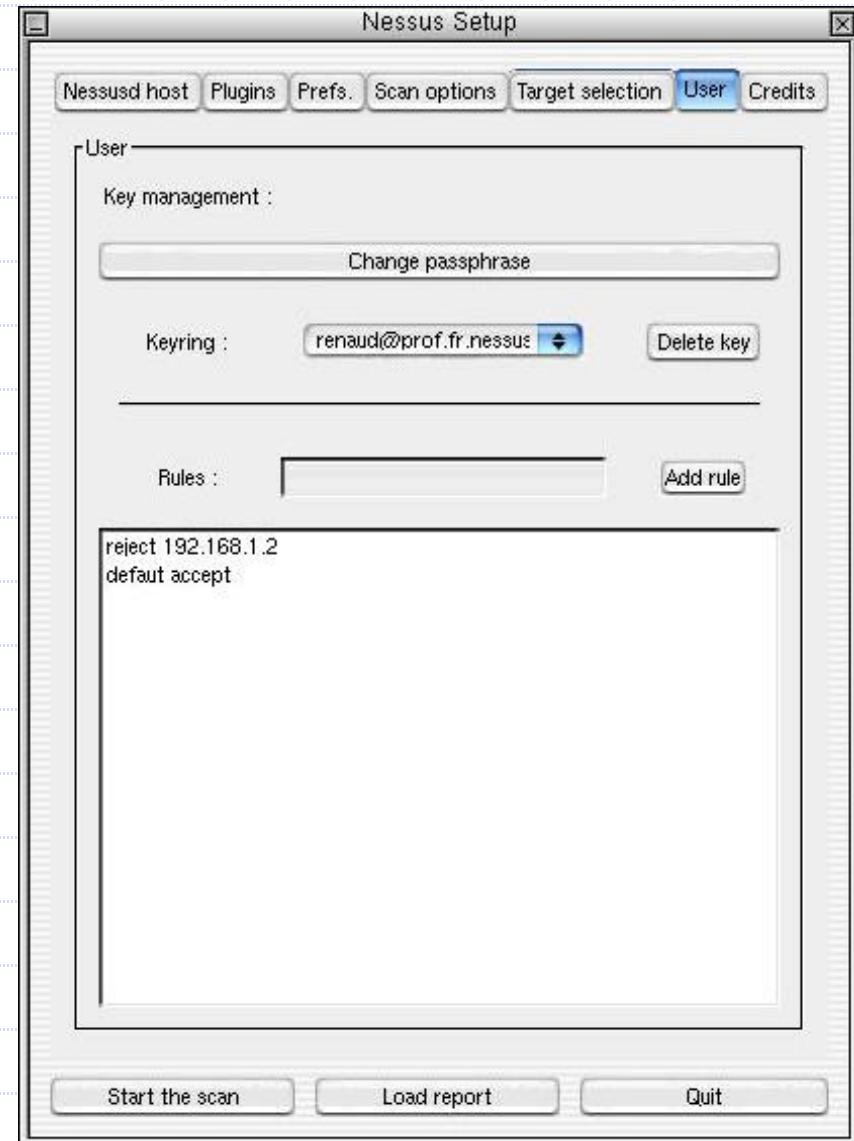 Nessus Setup
Nessusd host Plugins Prefs. Scan options Target selection User Credits
User
Key management :
Change passphrase
Keyring : renaud@prof.fr.nessus Delete key
Rules : Add rule
reject 192.168.1.2
defaut accept
Start the scan Load report Quit